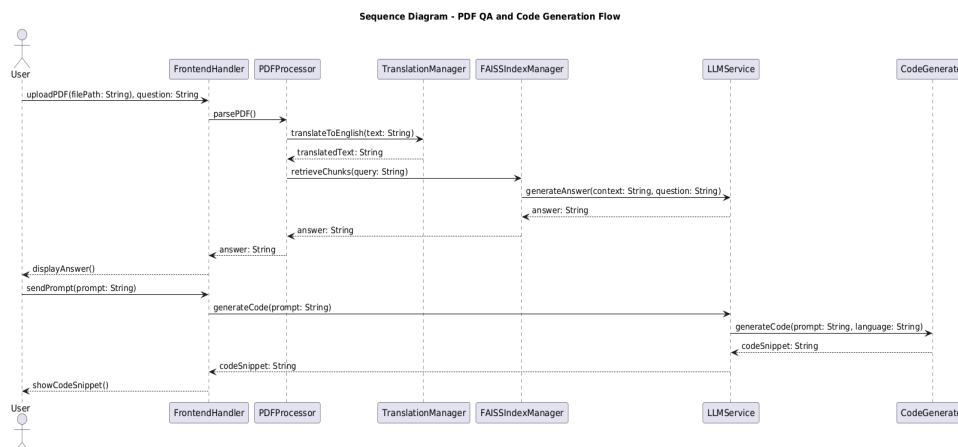 Sequence Diagram - PDF QA and Code Generation Flow
User
FrontendHandler
PDFProcessor
TranslationManager
FAISSIndexManager
LLMService
CodeGenerat
uploadPDF(filePath: String), question: String
parsePDF()
translateToEnglish(text: String)
translatedText: String
retrieveChunks(query: String)
generateAnswer(context: String, question: String)
answer: String
answer: String
answer: String
displayAnswer()
sendPrompt(prompt: String)
generateCode(prompt: String)
generateCode(prompt: String, language: String)
codeSnippet: String
codeSnippet: String
showCodeSnippet()
User
FrontendHandler
PDFProcessor
TranslationManager
FAISSIndexManager
LLMService
CodeGenerat